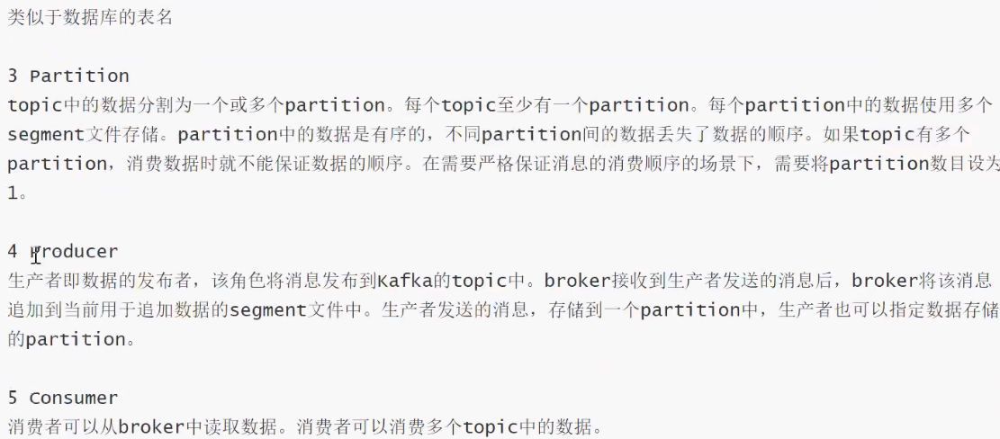 类似于数据库的表名
3 Partition
topic中的数据分割为一个或多个partition。每个topic至少有一个partition。每个partition中的数据使用多个
segment文件存储。partition中的数据是有序的，不同partition间的数据丢失了数据的顺序。如果topic有多个
partition，消费数据时就不能保证数据的顺序。在需要严格保证消息的消费顺序的场景下，需要将partition数目设为
1。
4 Producer
生产者即数据的发布者，该角色将消息发布到Kafka的topic中。broker接收到生产者发送的消息后，broker将该消息
追加到当前用于追加数据的segment文件中。生产者发送的消息，存储到一个partition中，生产者也可以指定数据存储
的partition。
5 Consumer
消费者可以从broker中读取数据。消费者可以消费多个topic中的数据。